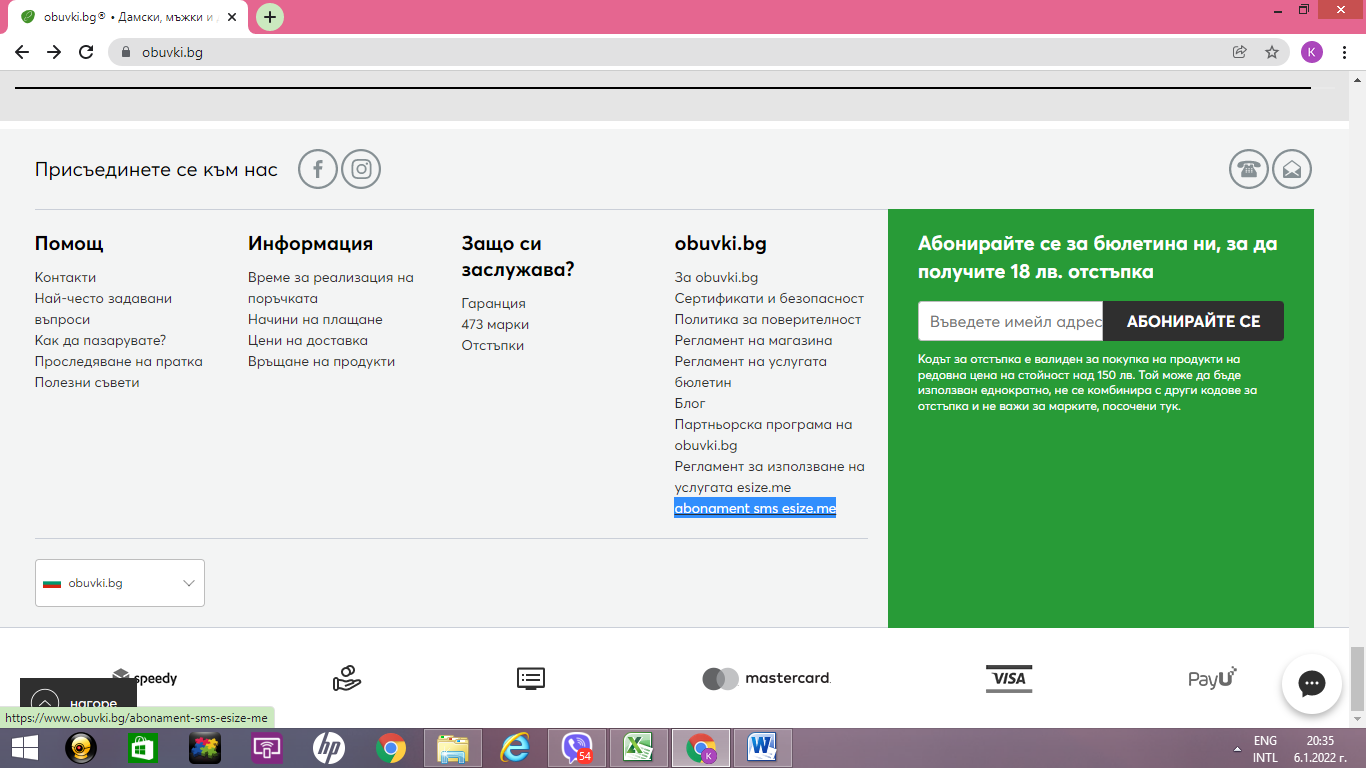 obuvki.bg® • Дамски, мъжки и
obuvki.bg
K
Присъединете се към нас
Помощ
Контакти
Най-често задавани
въпроси
Как да пазарувате?
Проследяване на пратка
Полезни съвети
Информация
Време за реализация на
поръчката
Начини на плащане
Цени на доставка
Връщане на продукти
Защо си
заслужава?
Гаранция
473 марки
Отстъпки
obuvki.bg
За obuvki.bg
Сертификати и безопасност
Политика за поверителност
Регламент на магазина
Регламент на услугата
бюлетин
Блог
Партньорска програма на
obuvki.bg
Регламент за използване на
услугата esize.me
abonament sms esize.me
Абонирайте се за бюлетина ни, за да
получите 18 лв. отстъпка
Въведете имейл адрес
АБОНИРАЙТЕ СЕ
Кодът за отстъпка е валиден за покупка на продукти на
редовна цена на стойност над 150 лв. Той може да бъде
използван еднократно, не се комбинира с други кодове за
отстъпка и не важи за марките, посочени тук.
obuvki.bg
speedy
mastercard.
VISA
PayU
нагоре
https://www.obuvki.bg/abonament-sms-esize-me
hp
54
K
ENG
INTL
20:35
6.1.2022 г.